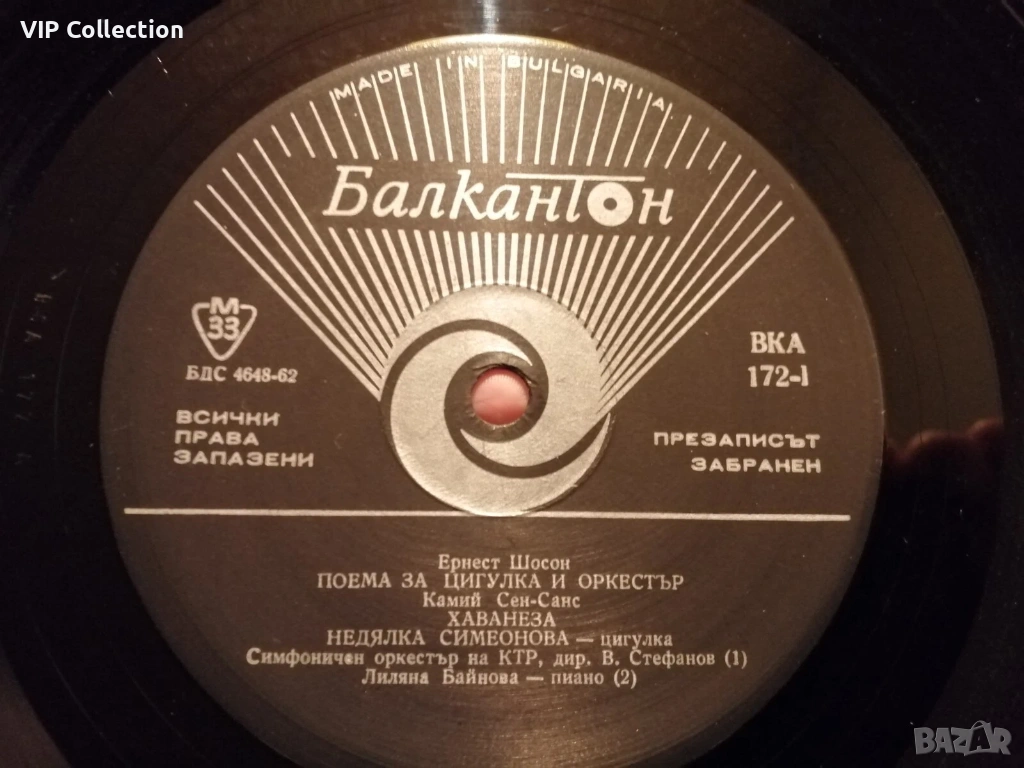 VIP Collection
MADE IN BULGARIA
Балкантон
М
33
БДС 4648-62
ВКА
172-1
ВСИЧКИ
ПРАВА
ЗАПАЗЕНИ
ПРЕЗАПИСЪТ
ЗАБРАНЕН
Ернест Шосон
ПОЕМА ЗА ЦИГУЛКА И ОРКЕСТЪР
Камий Сен-Санс
ХАВАНЕЗА
НЕДЯЛКА СИМЕОНОВА — цигулка
Симфоничен оркестър на КТР, дир. В. Стефанов (1)
Лиляна Байнова — пиано (2)
BAZAR